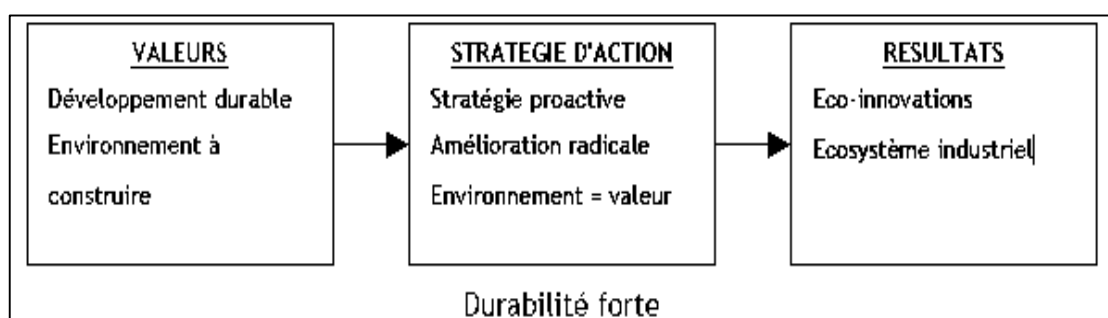 VALEURS
Développement durable
Environnement à
construire
STRATEGIE D'ACTION
Stratégie proactive
Amélioration radicale
Environnement = valeur
RESULTATS
Eco-innovations
Ecosystème industriel
Durabilité forte